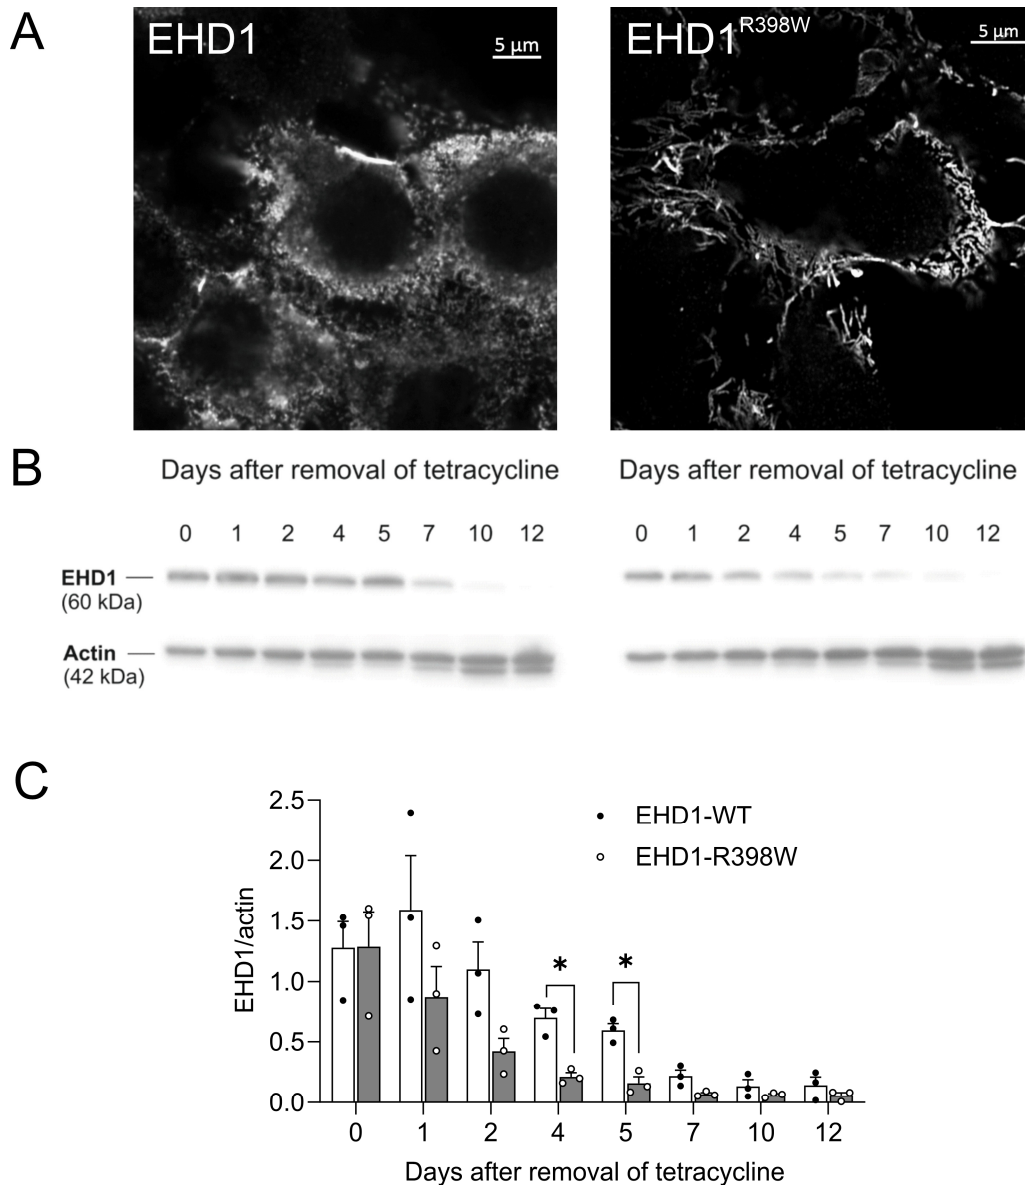 A
EHD1
5 µm
EHD1R398W
5 µm
B
Days after removal of tetracycline
Days after removal of tetracycline
0 1 2 4 5 7 10 12
0 1 2 4 5 7 10 12
EHD1
(60 kDa)
Actin
(42 kDa)
C
2.5
2.0
1.5
1.0
0.5
0.0
EHD1/actin
EHD1-WT
EHD1-R398W
* *
0 1 2 4 5 7 10 12
Days after removal of tetracycline